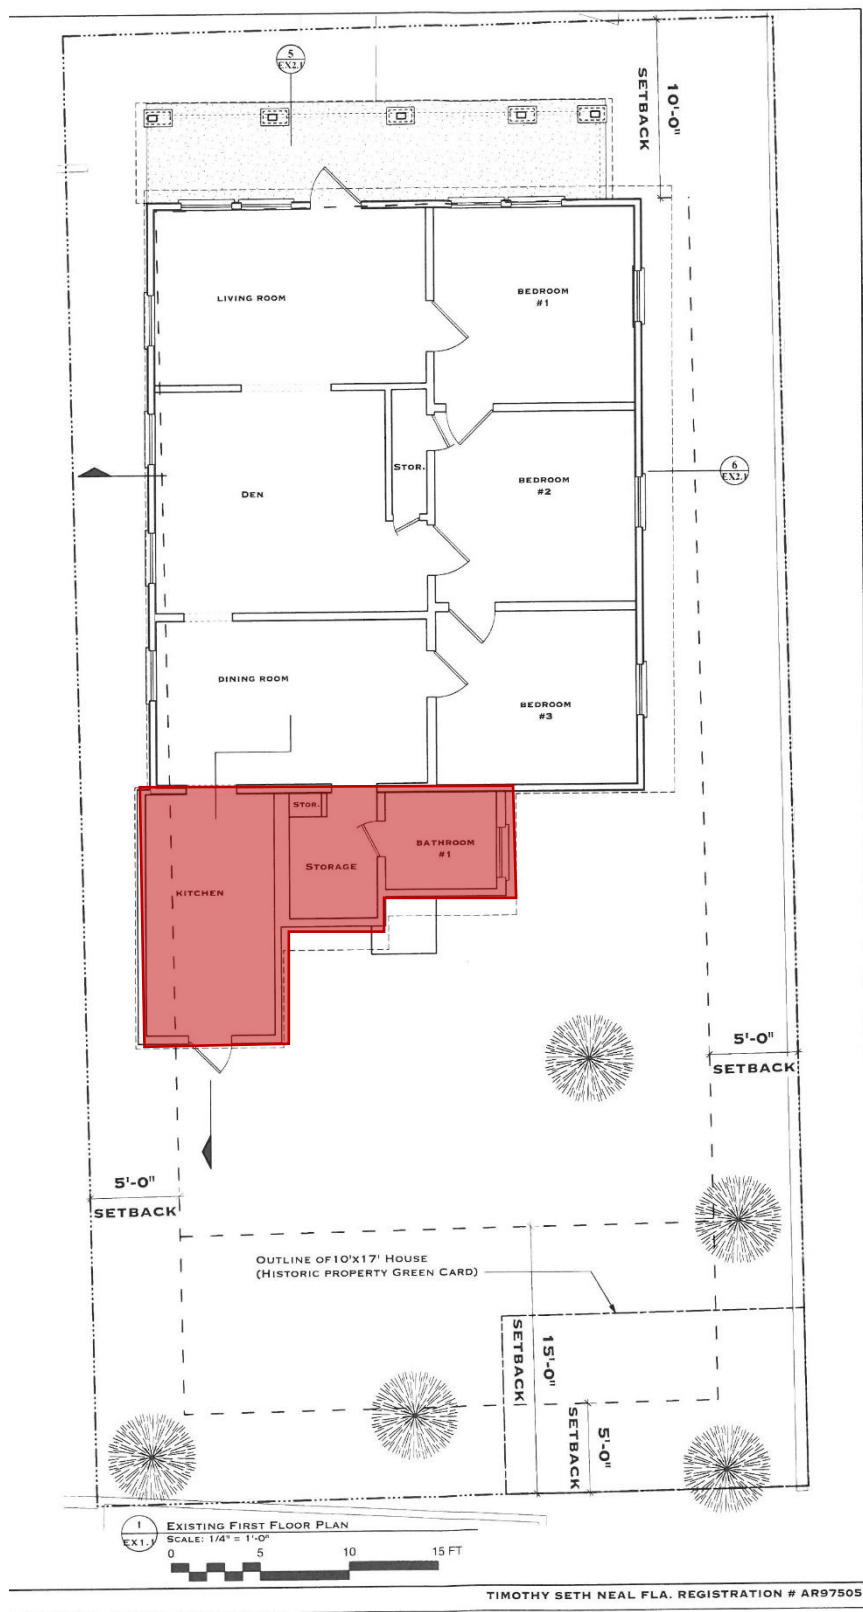 5
EX2.1
10'-0"
SETBACK
LIVING ROOM
BEDROOM
#1
STOR.
DEN
BEDROOM
#2
6
EX2.1
DINING ROOM
BEDROOM
#3
STOR.
STORAGE
BATHROOM
#1
KITCHEN
5'-0"
SETBACK
5'-0"
SETBACK
OUTLINE OF10'X17' HOUSE
(HISTORIC PROPERTY GREEN CARD)
SETBACK
15'-0"
SETBACK
5'-0"
1
EX1.1
EXISTING FIRST FLOOR PLAN
SCALE: 1/4" = 1'-0"
0 5 10 15 FT
TIMOTHY SETH NEAL FLA. REGISTRATION # AR97505